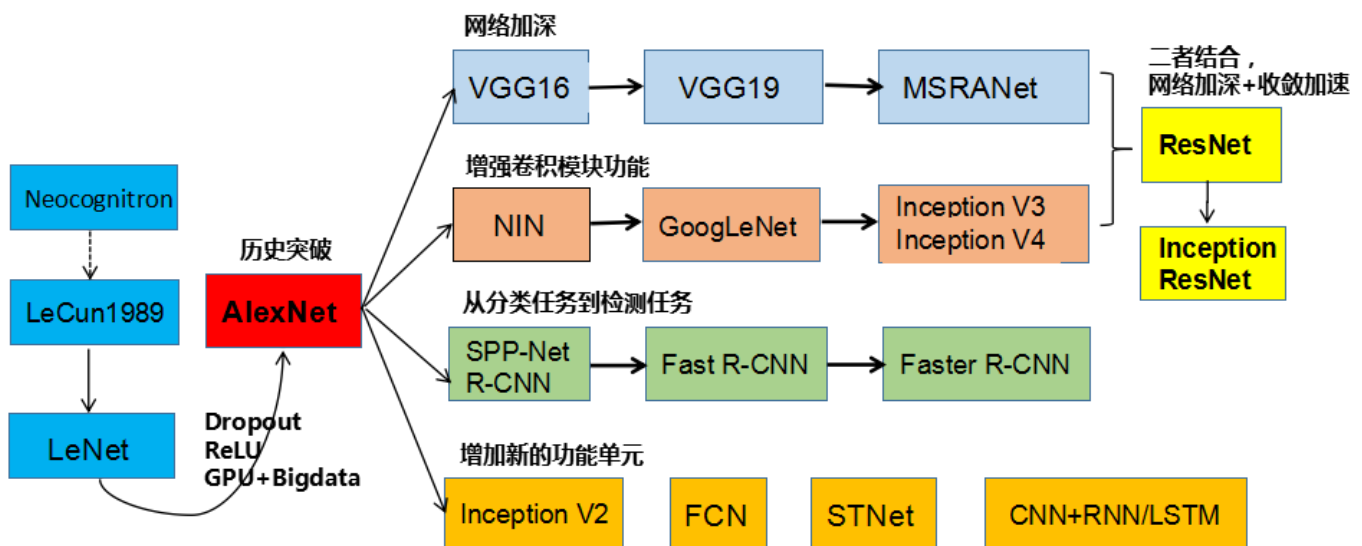 网络加深
VGG16
VGG19
MSRANet
二者结合，
网络加深+收敛加速
ResNet
Inception
ResNet
增强卷积模块功能
NIN
GoogLeNet
Inception V3
Inception V4
Neocognitron
LeCun1989
LeNet
历史突破
AlexNet
Dropout
ReLU
GPU+Bigdata
从分类任务到检测任务
SPP-Net
R-CNN
Fast R-CNN
Faster R-CNN
增加新的功能单元
Inception V2
FCN
STNet
CNN+RNN/LSTM